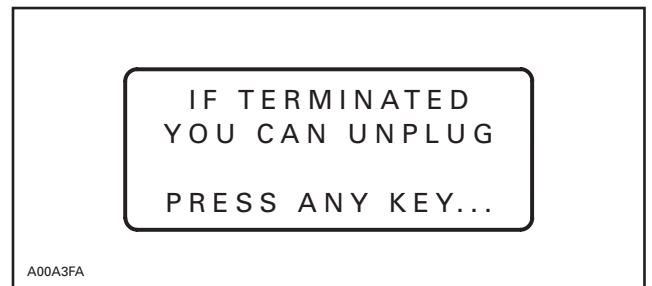 IF TERMINATED
YOU CAN UNPLUG
PRESS ANY KEY...
A00A3FA